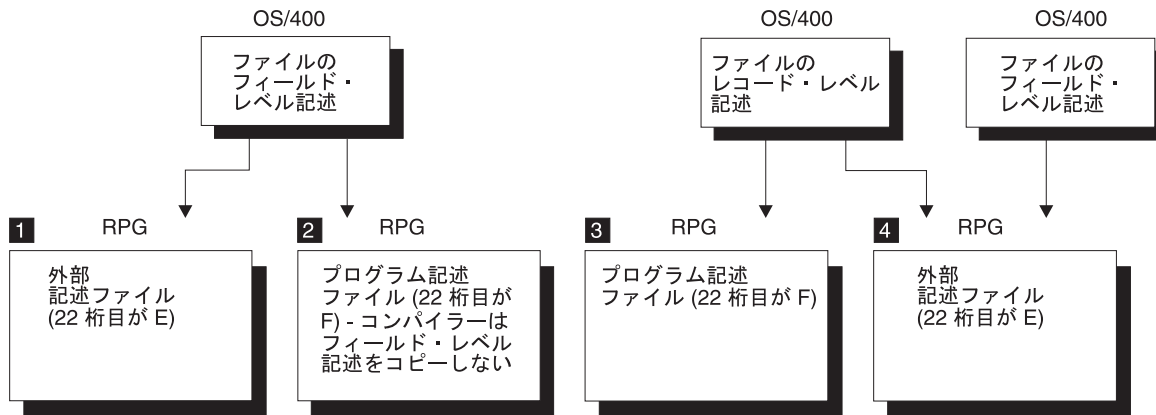 OS/400
ファイルの
フィールド・
レベル記述
OS/400
ファイルの
レコード・レベル
記述
OS/400
ファイルの
フィールド・
レベル記述
1 RPG
外部
記述ファイル
(22 桁目が E)
2 RPG
プログラム記述
ファイル (22 桁目が
F) - コンパイラーは
フィールド・レベル
記述をコピーしない
3 RPG
プログラム記述
ファイル (22 桁目が F)
4 RPG
外部
記述ファイル
(22 桁目が E)